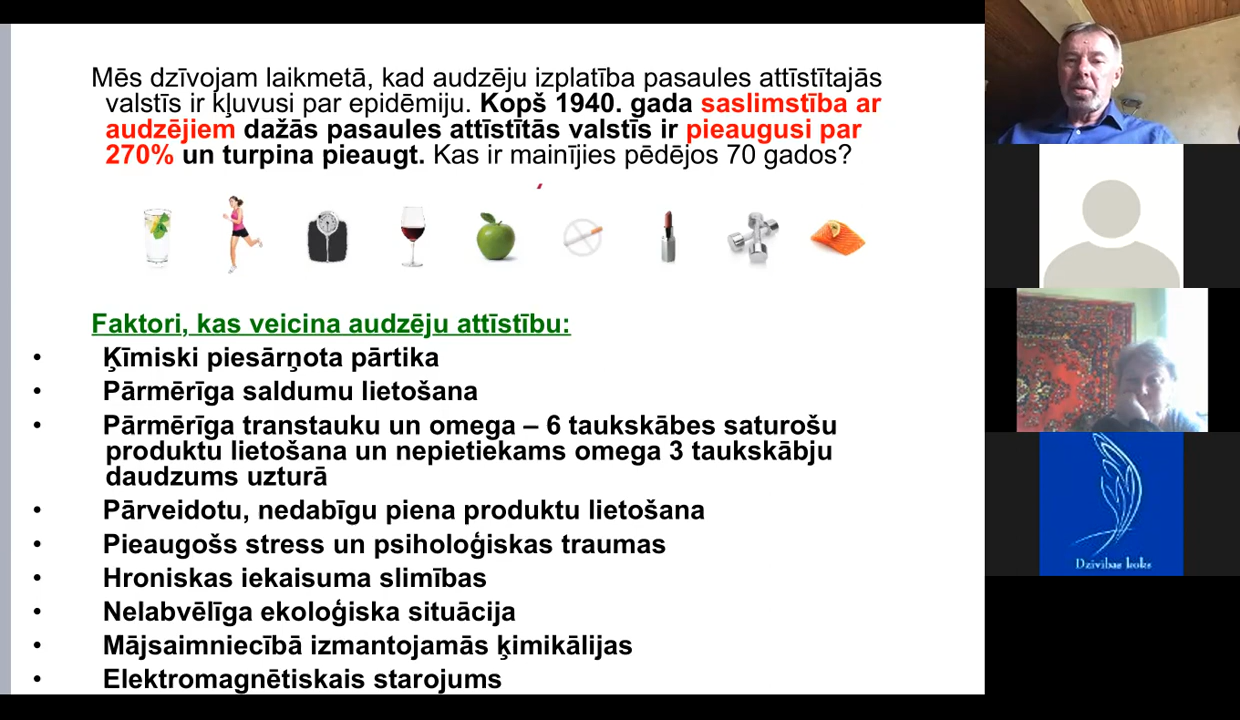 Mēs dzīvojam laikmetā, kad audzēju izplatība pasaules attīstītajās
valstīs ir kļuvusi par epidēmiju. Kopš 1940. gada saslimstība ar
audzējiem dažās pasaules attīstītās valstīs ir pieaugusi par
270% un turpina pieaugt. Kas ir mainījies pēdējos 70 gados?
Faktori, kas veicina audzēju attīstību:
• Ķīmiski piesārņota pārtika
• Pārmērīga saldumu lietošana
• Pārmērīga transtauku un omega – 6 taukskābes saturošu
produktu lietošana un nepietiekams omega 3 taukskābju
daudzums uzturā
• Pārveidotu, nedabīgu piena produktu lietošana
• Pieaugošs stress un psiholoģiskas traumas
• Hroniskas iekaisuma slimības
• Nelabvēlīga ekoloģiska situācija
• Mājsaimniecībā izmantojamās ķimikālijas
• Elektromagnētiskais starojums
Dzīvības koks